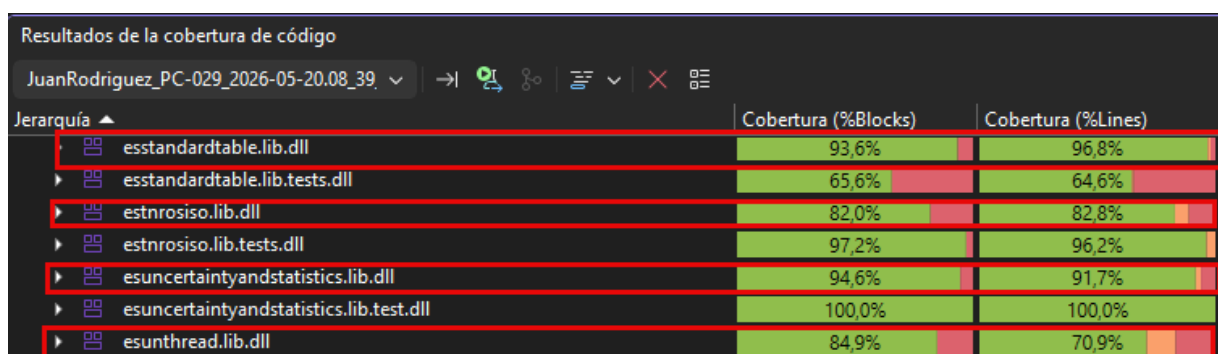 Resultados de la cobertura de código
JuanRodriguez_PC-029_2026-05-20.08_39_
Jerarquía Cobertura (%Blocks) Cobertura (%Lines)
esstandardtable.lib.dll 93,6% 96,8%
esstandardtable.lib.tests.dll 65,6% 64,6%
estnrosiso.lib.dll 82,0% 82,8%
estnrosiso.lib.tests.dll 97,2% 96,2%
esuncertaintyandstatistics.lib.dll 94,6% 91,7%
esuncertaintyandstatistics.lib.test.dll 100,0% 100,0%
esunthread.lib.dll 84,9% 70,9%